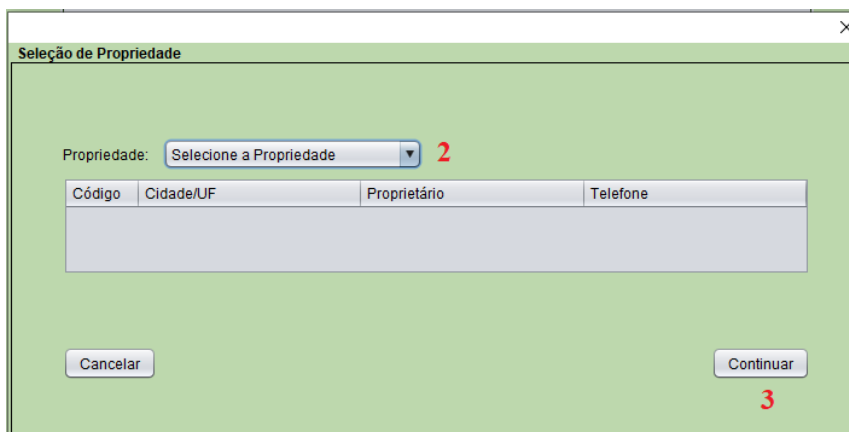 Seleção de Propriedade
Propriedade: Selecione a Propriedade 2
Código Cidade/UF Proprietário Telefone
Cancelar Continuar
3